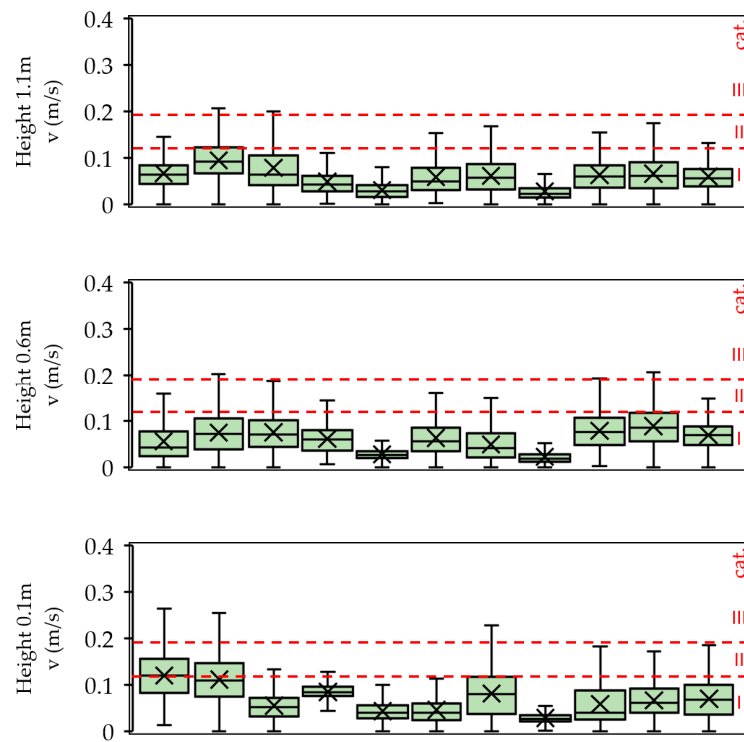 Height 1.1m
v (m/s)
0.4
0.3
0.2
0.1
0
cat.
III
II
I
Height 0.6m
v (m/s)
0.4
0.3
0.2
0.1
0
cat.
III
II
I
Height 0.1m
v (m/s)
0.4
0.3
0.2
0.1
0
cat.
III
II
I